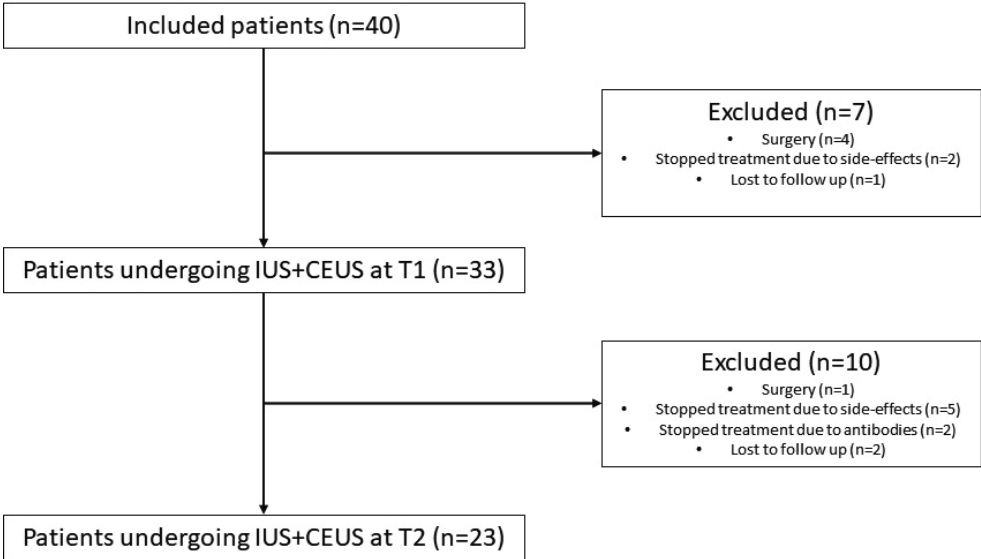 Included patients (n=40)
Excluded (n=7)
• Surgery (n=4)
• Stopped treatment due to side-effects (n=2)
• Lost to follow up (n=1)
Patients undergoing IUS+CEUS at T1 (n=33)
Excluded (n=10)
• Surgery (n=1)
• Stopped treatment due to side-effects (n=5)
• Stopped treatment due to antibodies (n=2)
• Lost to follow up (n=2)
Patients undergoing IUS+CEUS at T2 (n=23)